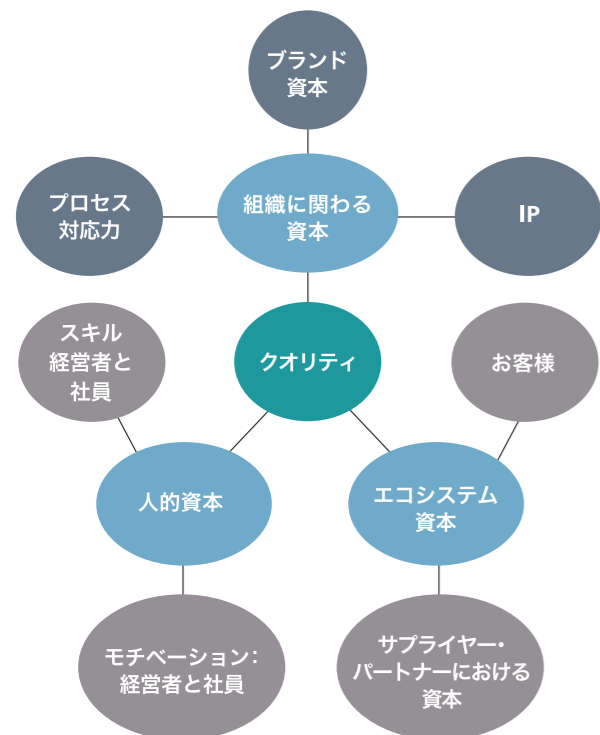 ブランド
資本
プロセス
対応力
組織に関わる
資本
IP
スキル
経営者と
社員
クオリティ
お客様
人的資本
エコシステム
資本
モチベーション：
経営者と社員
サプライヤー・
パートナーにおける
資本